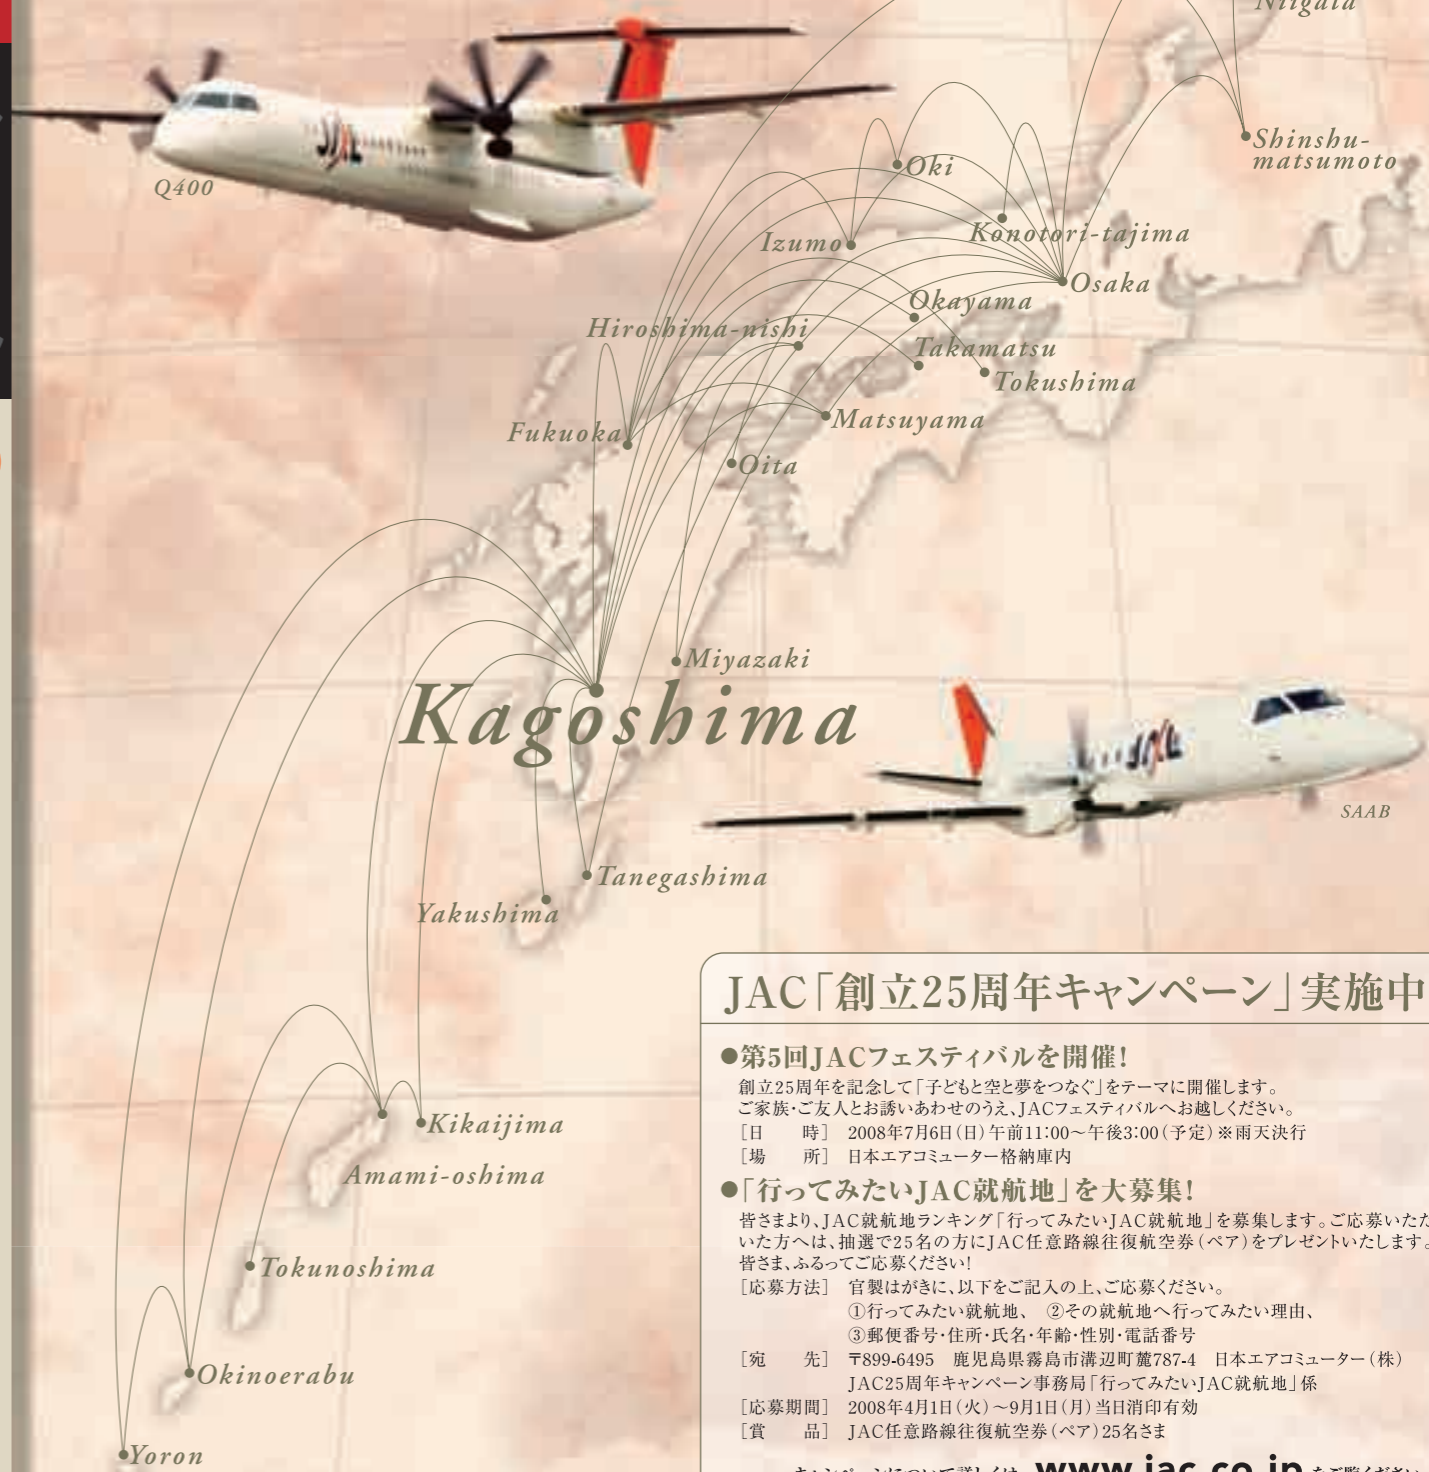 Niigata
Q400
Shinshu-
matsumoto
Oki
Konotori-tajima
Izumo
Osaka
Okayama
Hiroshima-nishi
Takamatsu
Tokushima
Matsuyama
Fukuoka
Oita
Miyazaki
Kagoshima
SAAB
Tanegashima
Yakushima
Kikaijima
Amami-oshima
Tokunoshima
Okinoerabu
Yoron
JAL
JAL
JAC「創立25周年キャンペーン」実施中
●第5回JACフェスティバルを開催!
創立25周年を記念して「子どもと空と夢をつなぐ」をテーマに開催します。
ご家族・ご友人とお誘いあわせのうえ、JACフェスティバルへお越しください。
[日　時] 2008年7月6日(日)午前11:00〜午後3:00(予定)※雨天決行
[場　所] 日本エアコミューター格納庫内
●「行ってみたいJAC就航地」を大募集!
皆さまより、JAC就航地ランキング「行ってみたいJAC就航地」を募集します。ご応募いただ
いた方へは、抽選で25名の方にJAC任意路線往復航空券(ペア)をプレゼントいたします。
皆さま、ふるってご応募ください!
[応募方法] 官製はがきに、以下をご記入の上、ご応募ください。
①行ってみたい就航地、 ②その就航地へ行ってみたい理由、
③郵便番号・住所・氏名・年齢・性別・電話番号
[宛　先] 〒899-6495 鹿児島県霧島市溝辺町麓787-4 日本エアコミューター(株)
JAC25周年キャンペーン事務局「行ってみたいJAC就航地」係
[応募期間] 2008年4月1日(火)〜9月1日(月)当日消印有効
[賞　品] JAC任意路線往復航空券(ペア)25名さま
キャンペーンについて詳しくは www.jac.co.jp をご覧ください